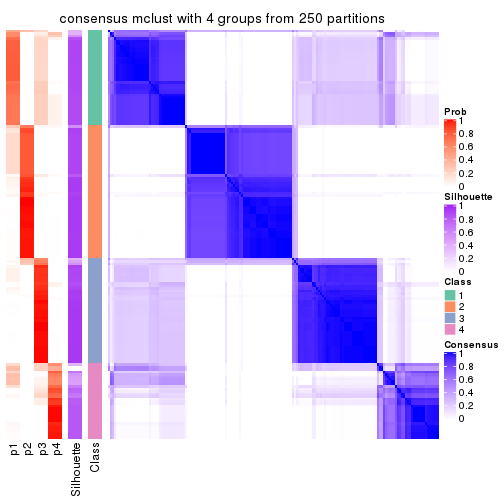 consensus mclust with 4 groups from 250 partitions
Prob
1
0.8
0.6
0.4
0.2
0
Silhouette
1
0.8
0.6
0.4
0.2
0
Class
1
2
3
4
Consensus
1
0.8
0.6
0.4
0.2
0
p1
p2
p3
p4
Silhouette
Class